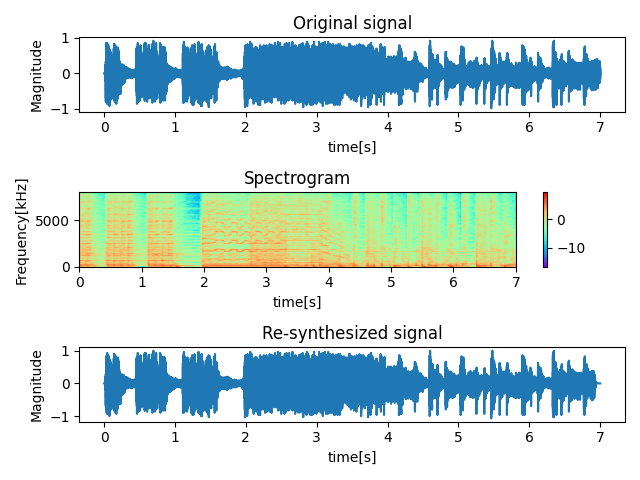 Original signal
Magnitude
1
0
−1
0 1 2 3 4 5 6 7
time[s]
Spectrogram
Frequency[kHz]
5000
0
0 1 2 3 4 5 6 7
time[s]
0
−10
Re-synthesized signal
Magnitude
1
0
−1
0 1 2 3 4 5 6 7
time[s]